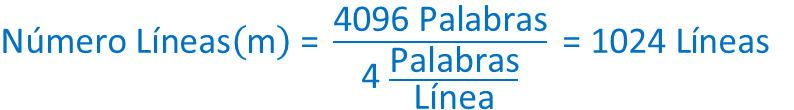 Número Líneas(m) = 4096 Palabras / 4 Palabras/Línea = 1024 Líneas